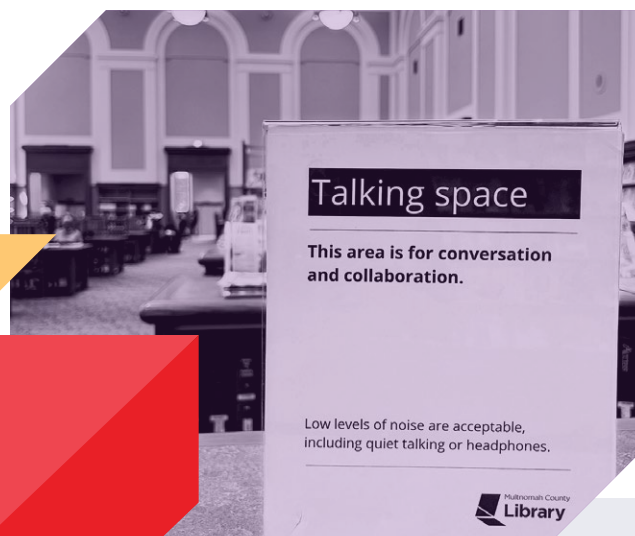 Talking space
This area is for conversation
and collaboration.
Low levels of noise are acceptable,
including quiet talking or headphones.
Multnomah County
Library